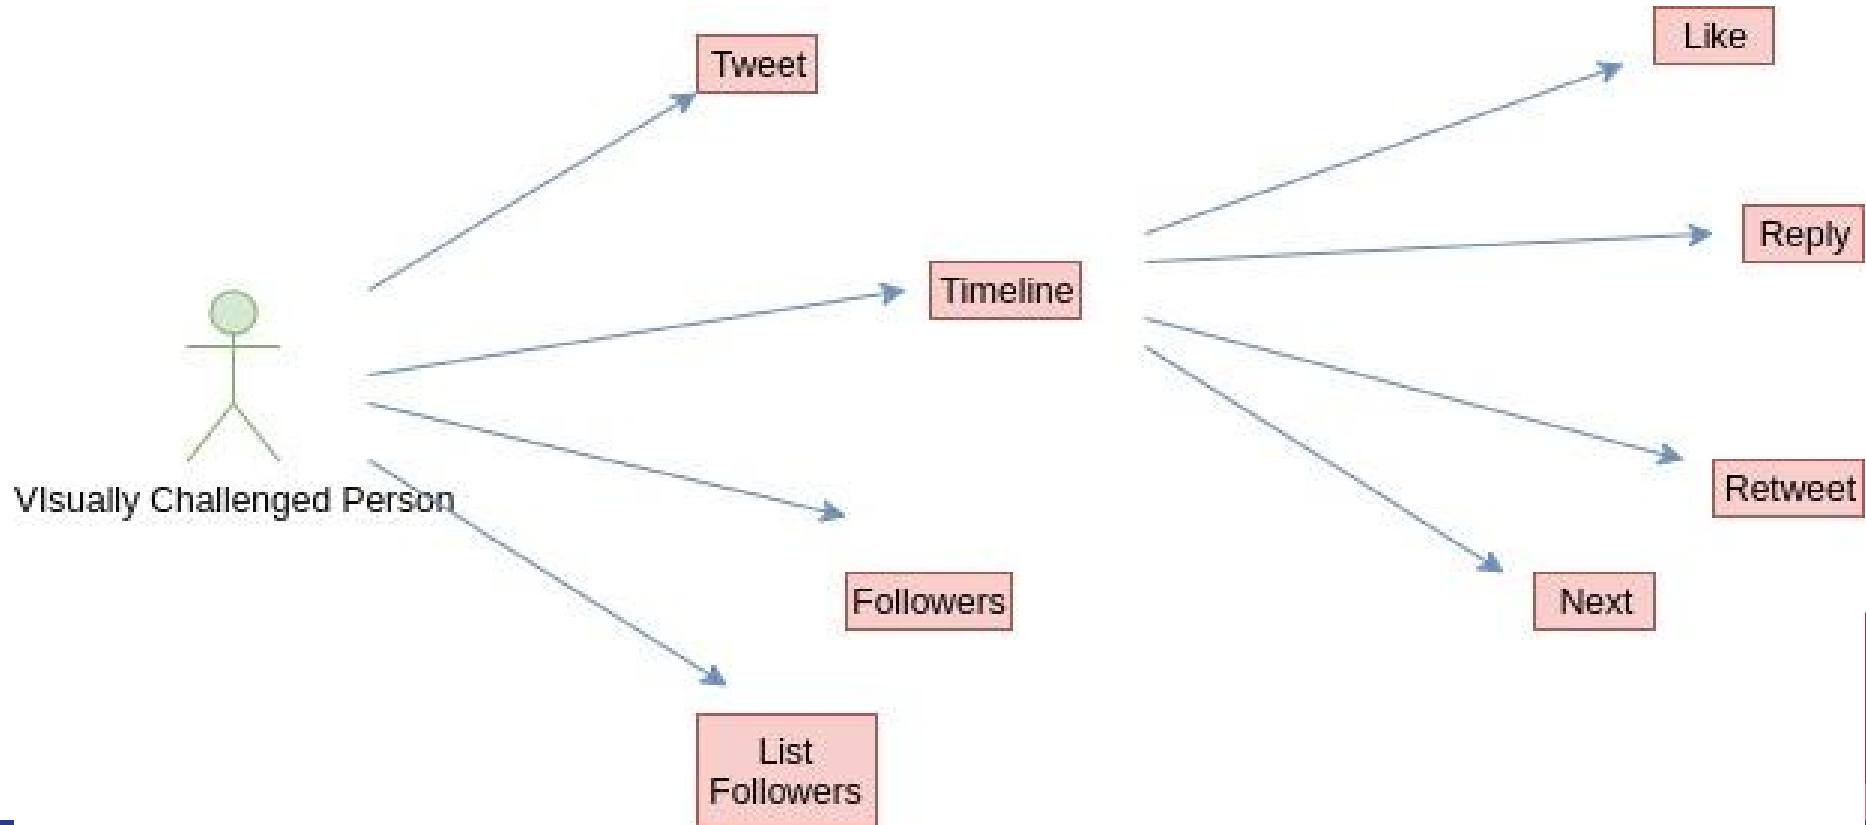 Like
Tweet
Reply
Timeline
VIsually Challenged Person
Retweet
Followers
Next
List
Followers